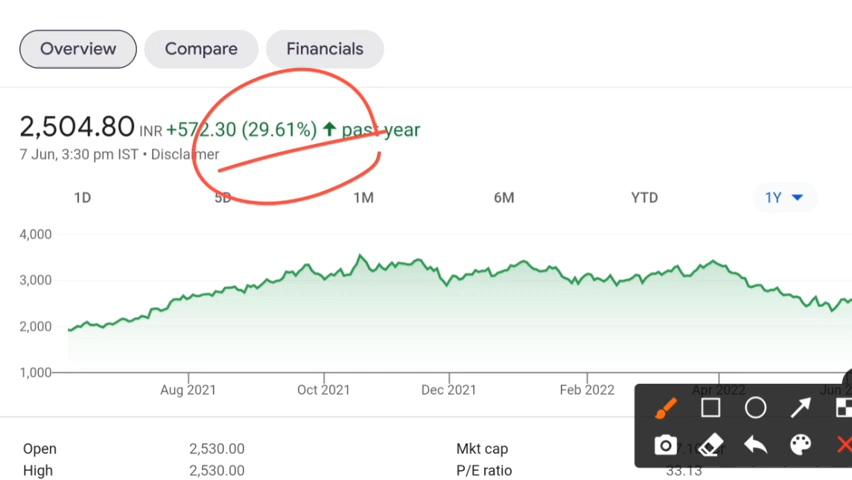 Overview Compare Financials
2,504.80 INR +572.30 (29.61%) ↑ past year
7 Jun, 3:30 pm IST • Disclaimer
1D 5D 1M 6M YTD 1Y
4,000
3,000
2,000
1,000
Aug 2021 Oct 2021 Dec 2021 Feb 2022 Apr 2022
Open 2,530.00 Mkt cap
High 2,530.00 P/E ratio 33.13